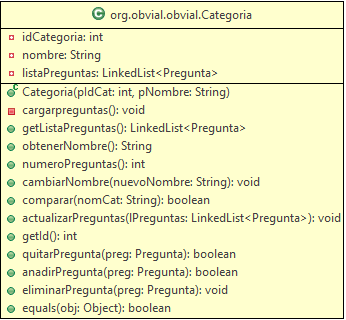 org.obvial.obvial.Categoria
idCategoria: int
nombre: String
listaPreguntas: LinkedList<Pregunta>
Categoria(pIdCat: int, pNombre: String)
cargarpreguntas(): void
getListaPreguntas(): LinkedList<Pregunta>
obtenerNombre(): String
numeroPreguntas(): int
cambiarNombre(nuevoNombre: String): void
comparar(nomCat: String): boolean
actualizarPreguntas(lPreguntas: LinkedList<Pregunta>): void
getId(): int
quitarPregunta(preg: Pregunta): boolean
anadirPregunta(preg: Pregunta): boolean
eliminarPregunta(preg: Pregunta): void
equals(obj: Object): boolean